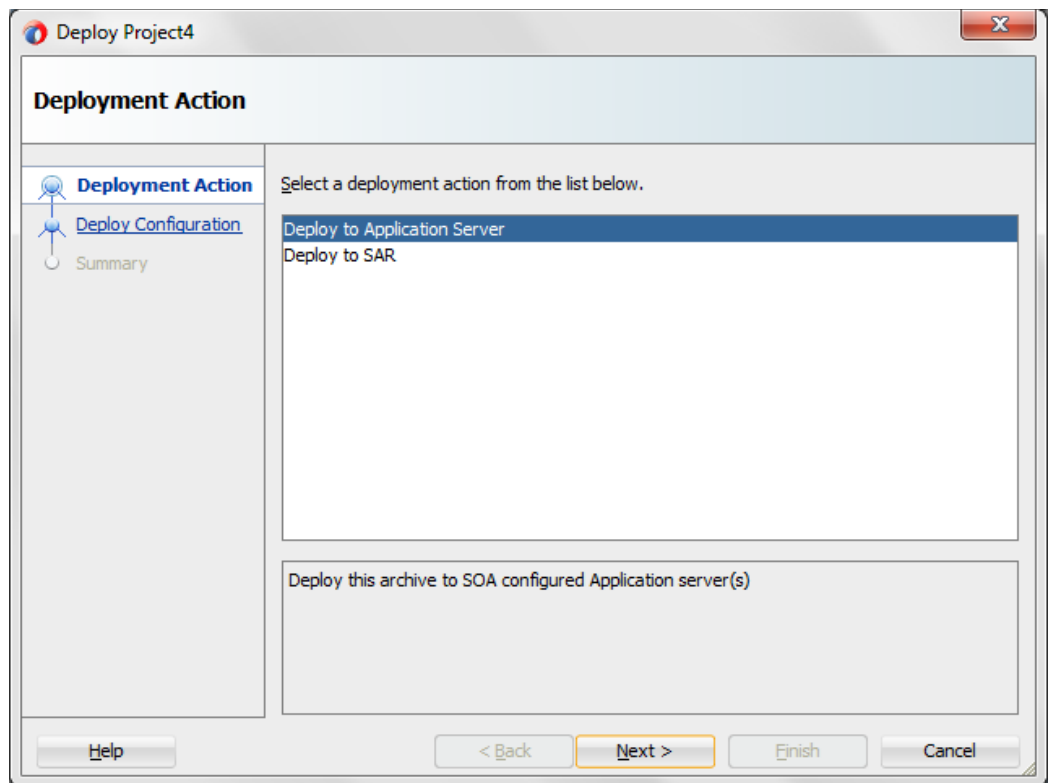 Deploy Project4
Deployment Action
Deployment Action
Deploy Configuration
Summary
Select a deployment action from the list below.
Deploy to Application Server
Deploy to SAR
Deploy this archive to SOA configured Application server(s)
Help
< Back
Next >
Finish
Cancel